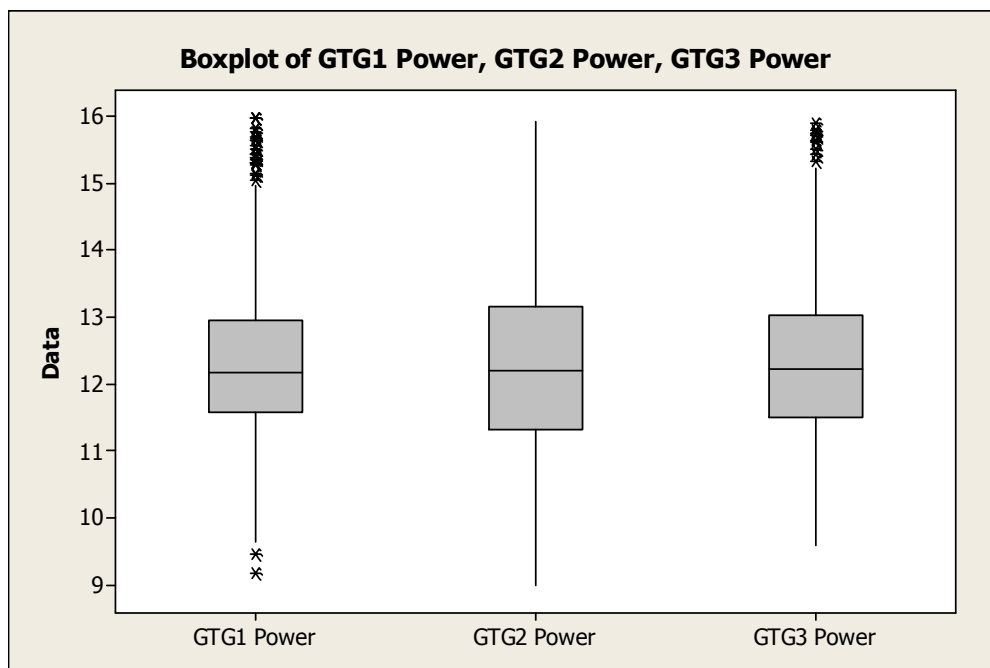 Boxplot of GTG1 Power, GTG2 Power, GTG3 Power
16
15
14
13
12
11
10
9
Data
GTG1 Power GTG2 Power GTG3 Power